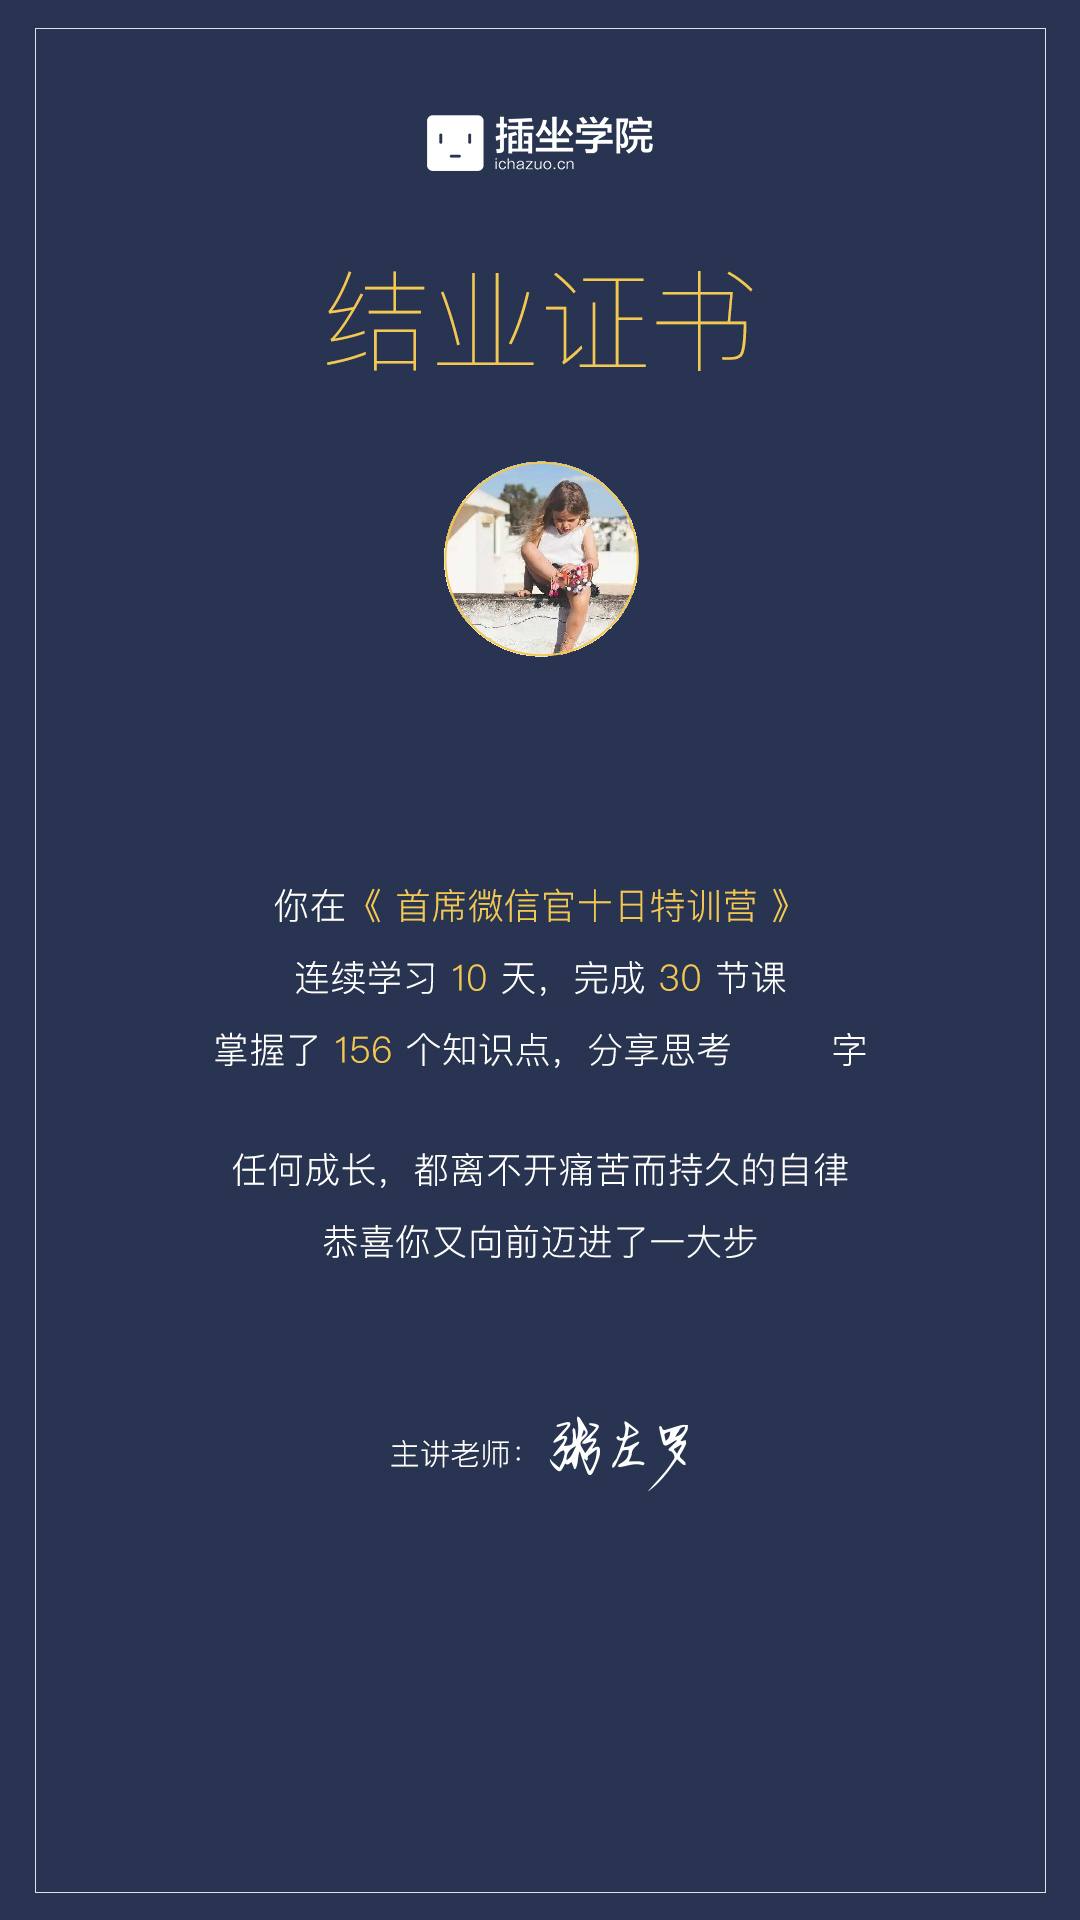 插坐学院
ichazuo.cn
结业证书
你在《 首席微信官十日特训营 》
连续学习 10 天，完成 30 节课
掌握了 156 个知识点，分享思考 字
任何成长，都离不开痛苦而持久的自律
恭喜你又向前迈进了一大步
主讲老师：粥左罗